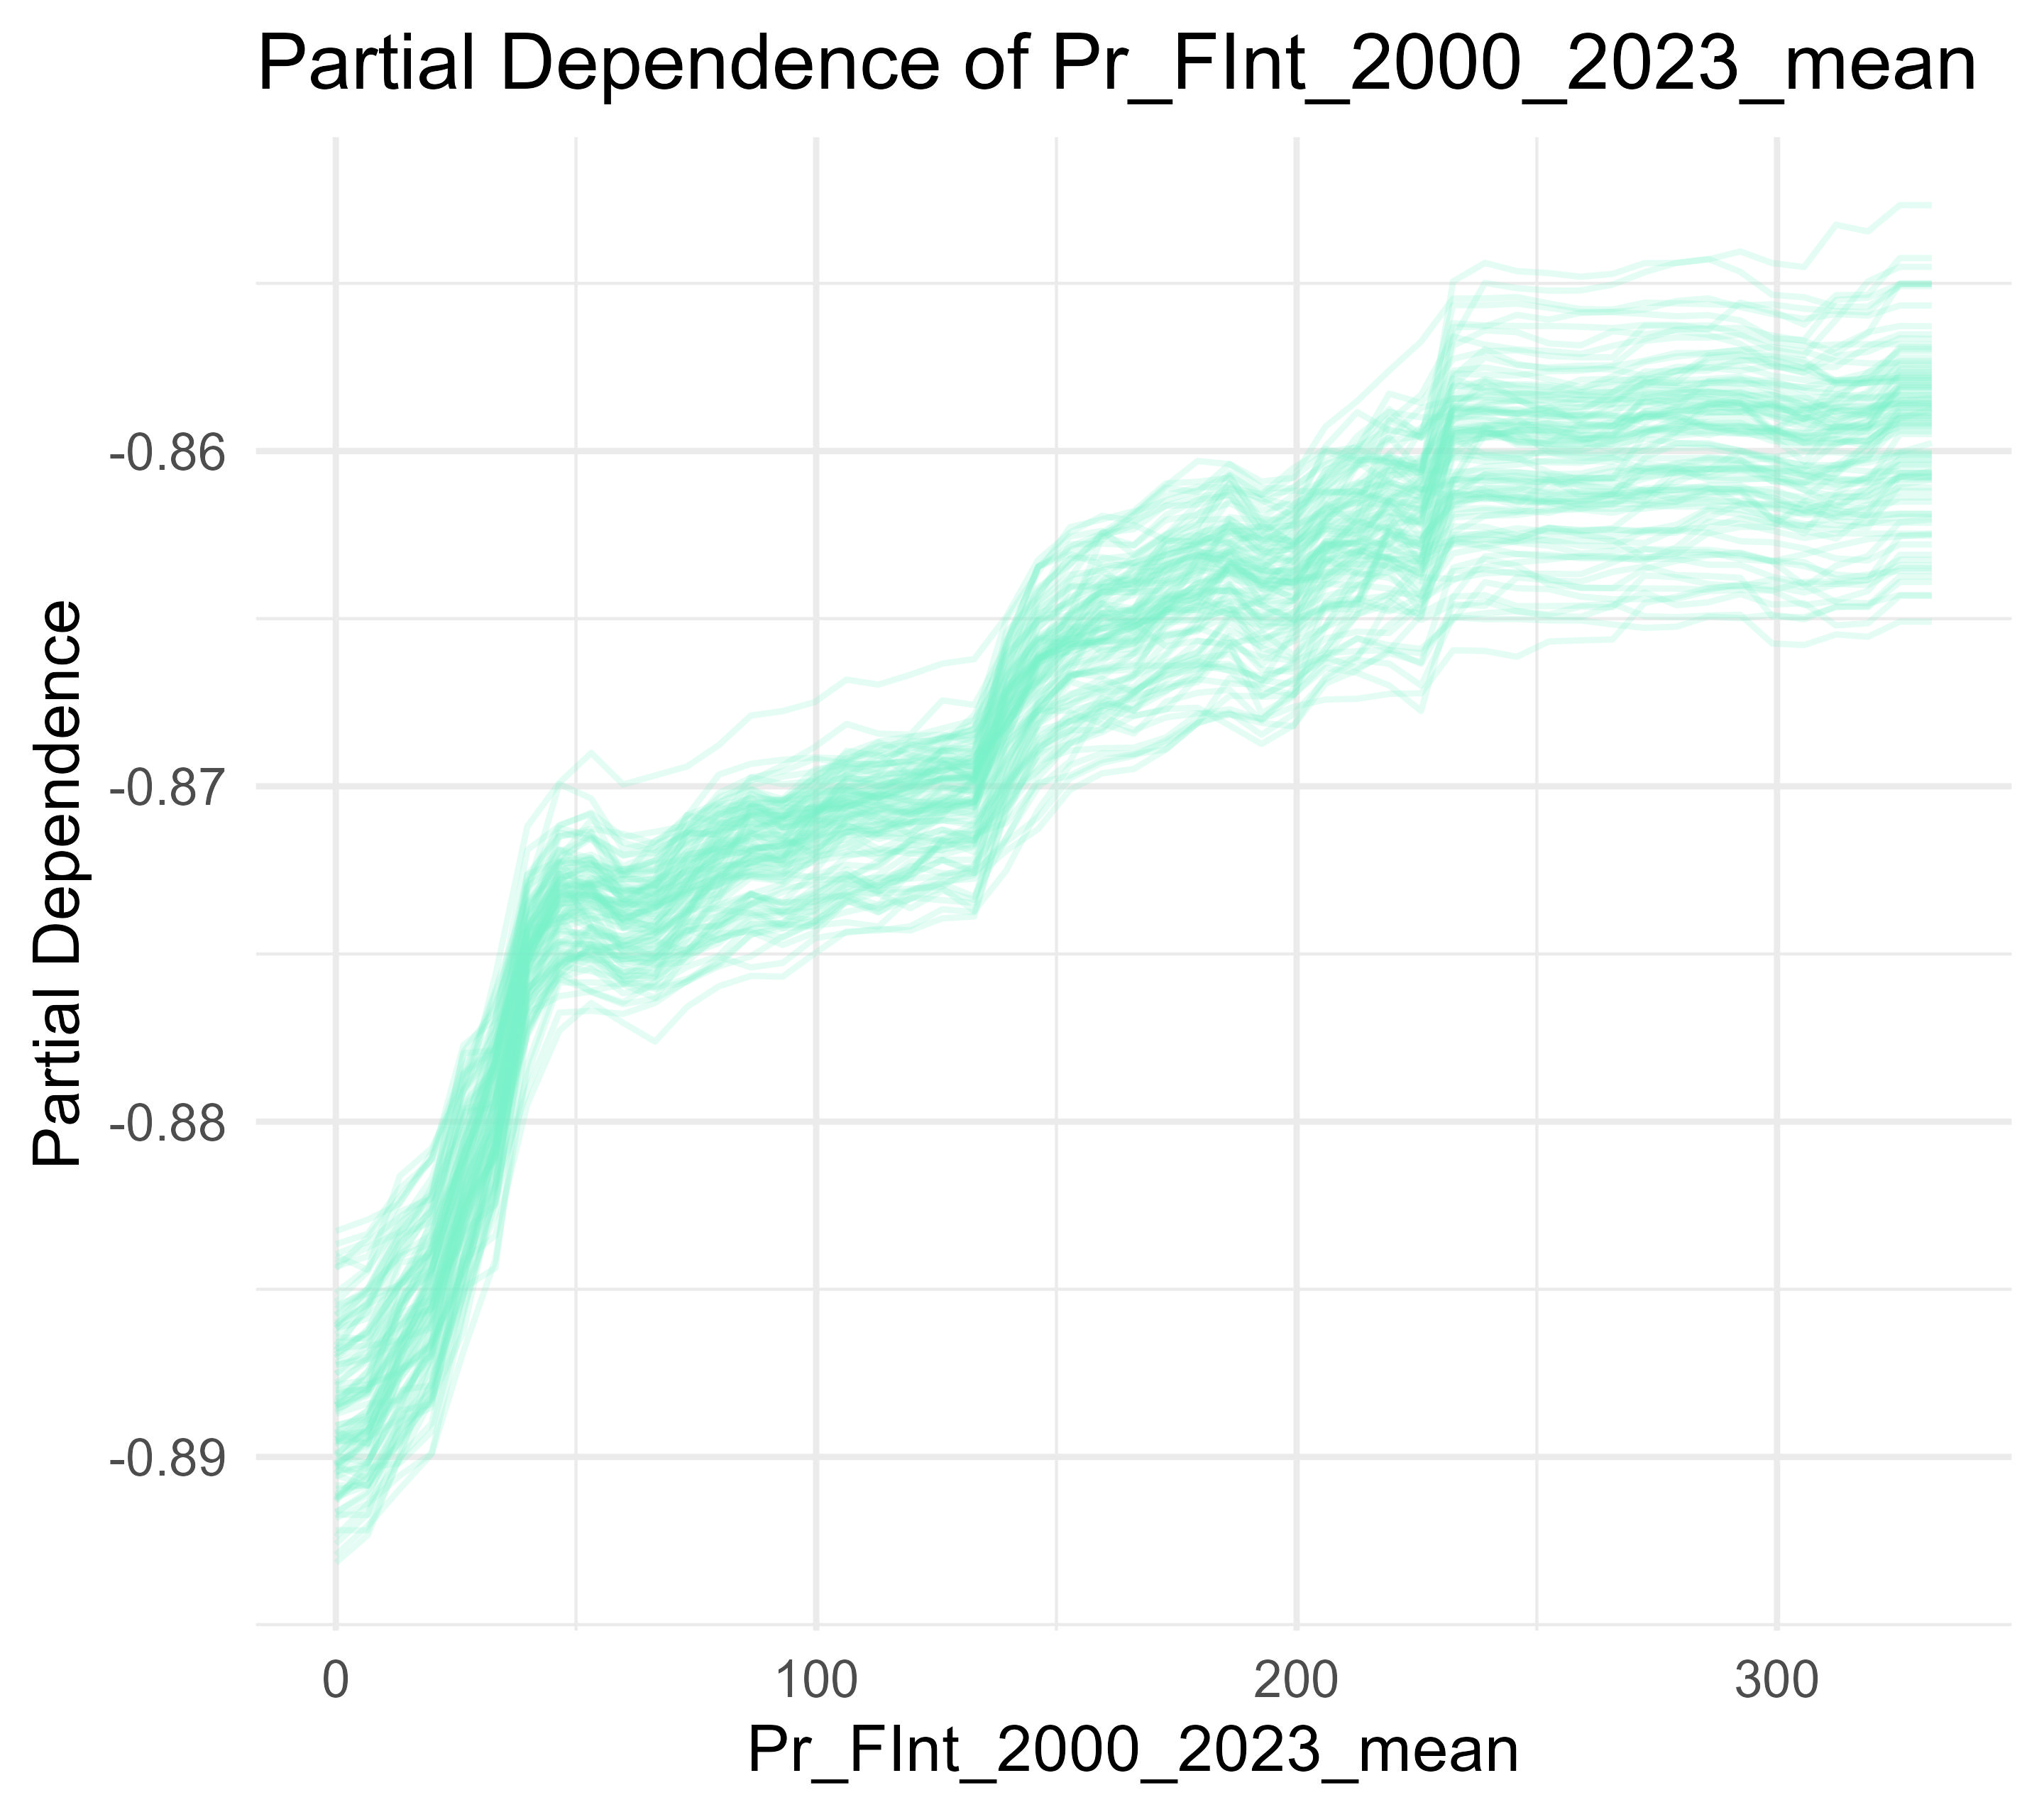 Partial Dependence of Pr_FInt_2000_2023_mean
Partial Dependence
-0.86
-0.87
-0.88
-0.89
0 100 200 300
Pr_FInt_2000_2023_mean